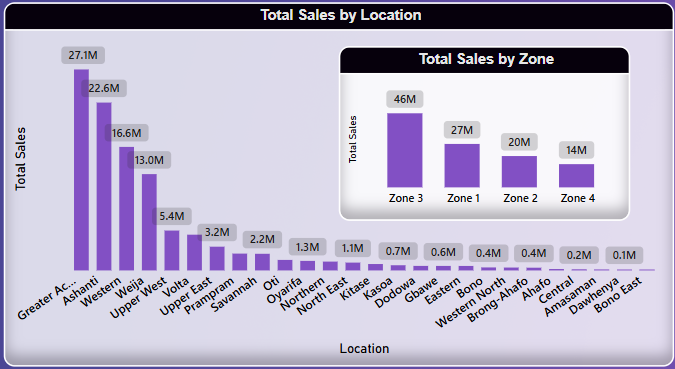 Total Sales by Location
Total Sales
27.1M
22.6M
16.6M
13.0M
5.4M
3.2M
2.2M
1.3M
1.1M
0.7M
0.6M
0.4M
0.4M
0.2M
0.1M
Greater Ac...
Ashanti
Western
Weija
Upper West
Volta
Upper East
Prampram
Savannah
Oti
Oyarifa
Northern
North East
Kitase
Kasoa
Dodowa
Gbawe
Eastern
Bono
Western North
Brong-Ahafo
Ahafo
Central
Amasaman
Dawhenya
Bono East
Location
Total Sales by Zone
Total Sales
46M
27M
20M
14M
Zone 3
Zone 1
Zone 2
Zone 4